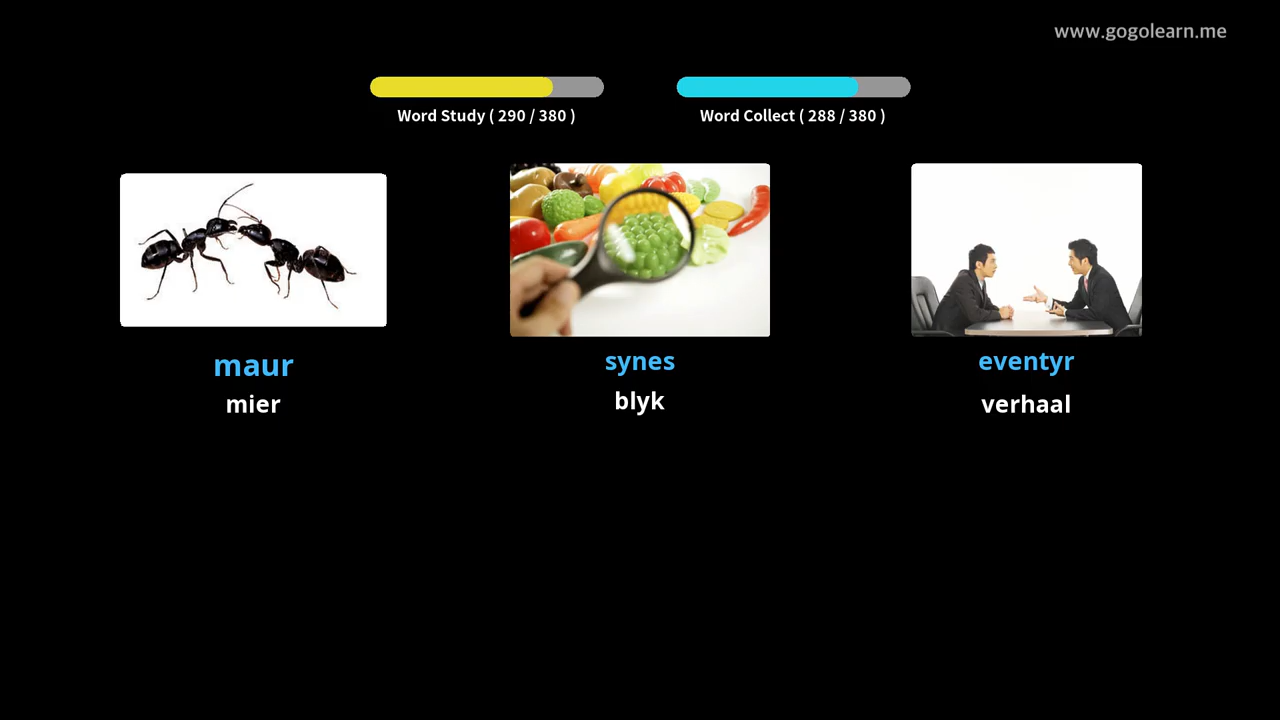 www.gogolearn.me
Word Study ( 290 / 380 )
Word Collect ( 288 / 380 )
maur
mier
synes
blyk
eventyr
verhaal